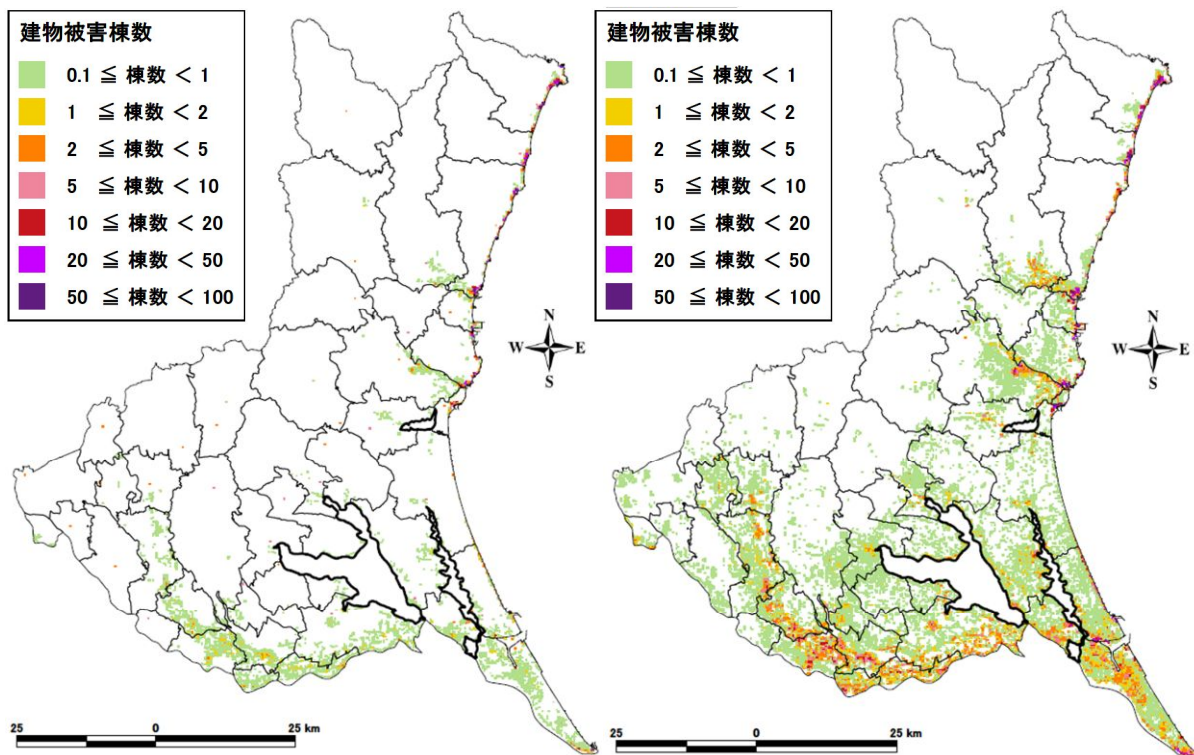 建物被害棟数
0.1 ≦ 棟数 < 1
1 ≦ 棟数 < 2
2 ≦ 棟数 < 5
5 ≦ 棟数 < 10
10 ≦ 棟数 < 20
20 ≦ 棟数 < 50
50 ≦ 棟数 < 100
N
W E
S
25 0 25 km
建物被害棟数
0.1 ≦ 棟数 < 1
1 ≦ 棟数 < 2
2 ≦ 棟数 < 5
5 ≦ 棟数 < 10
10 ≦ 棟数 < 20
20 ≦ 棟数 < 50
50 ≦ 棟数 < 100
N
W E
S
25 0 25 km